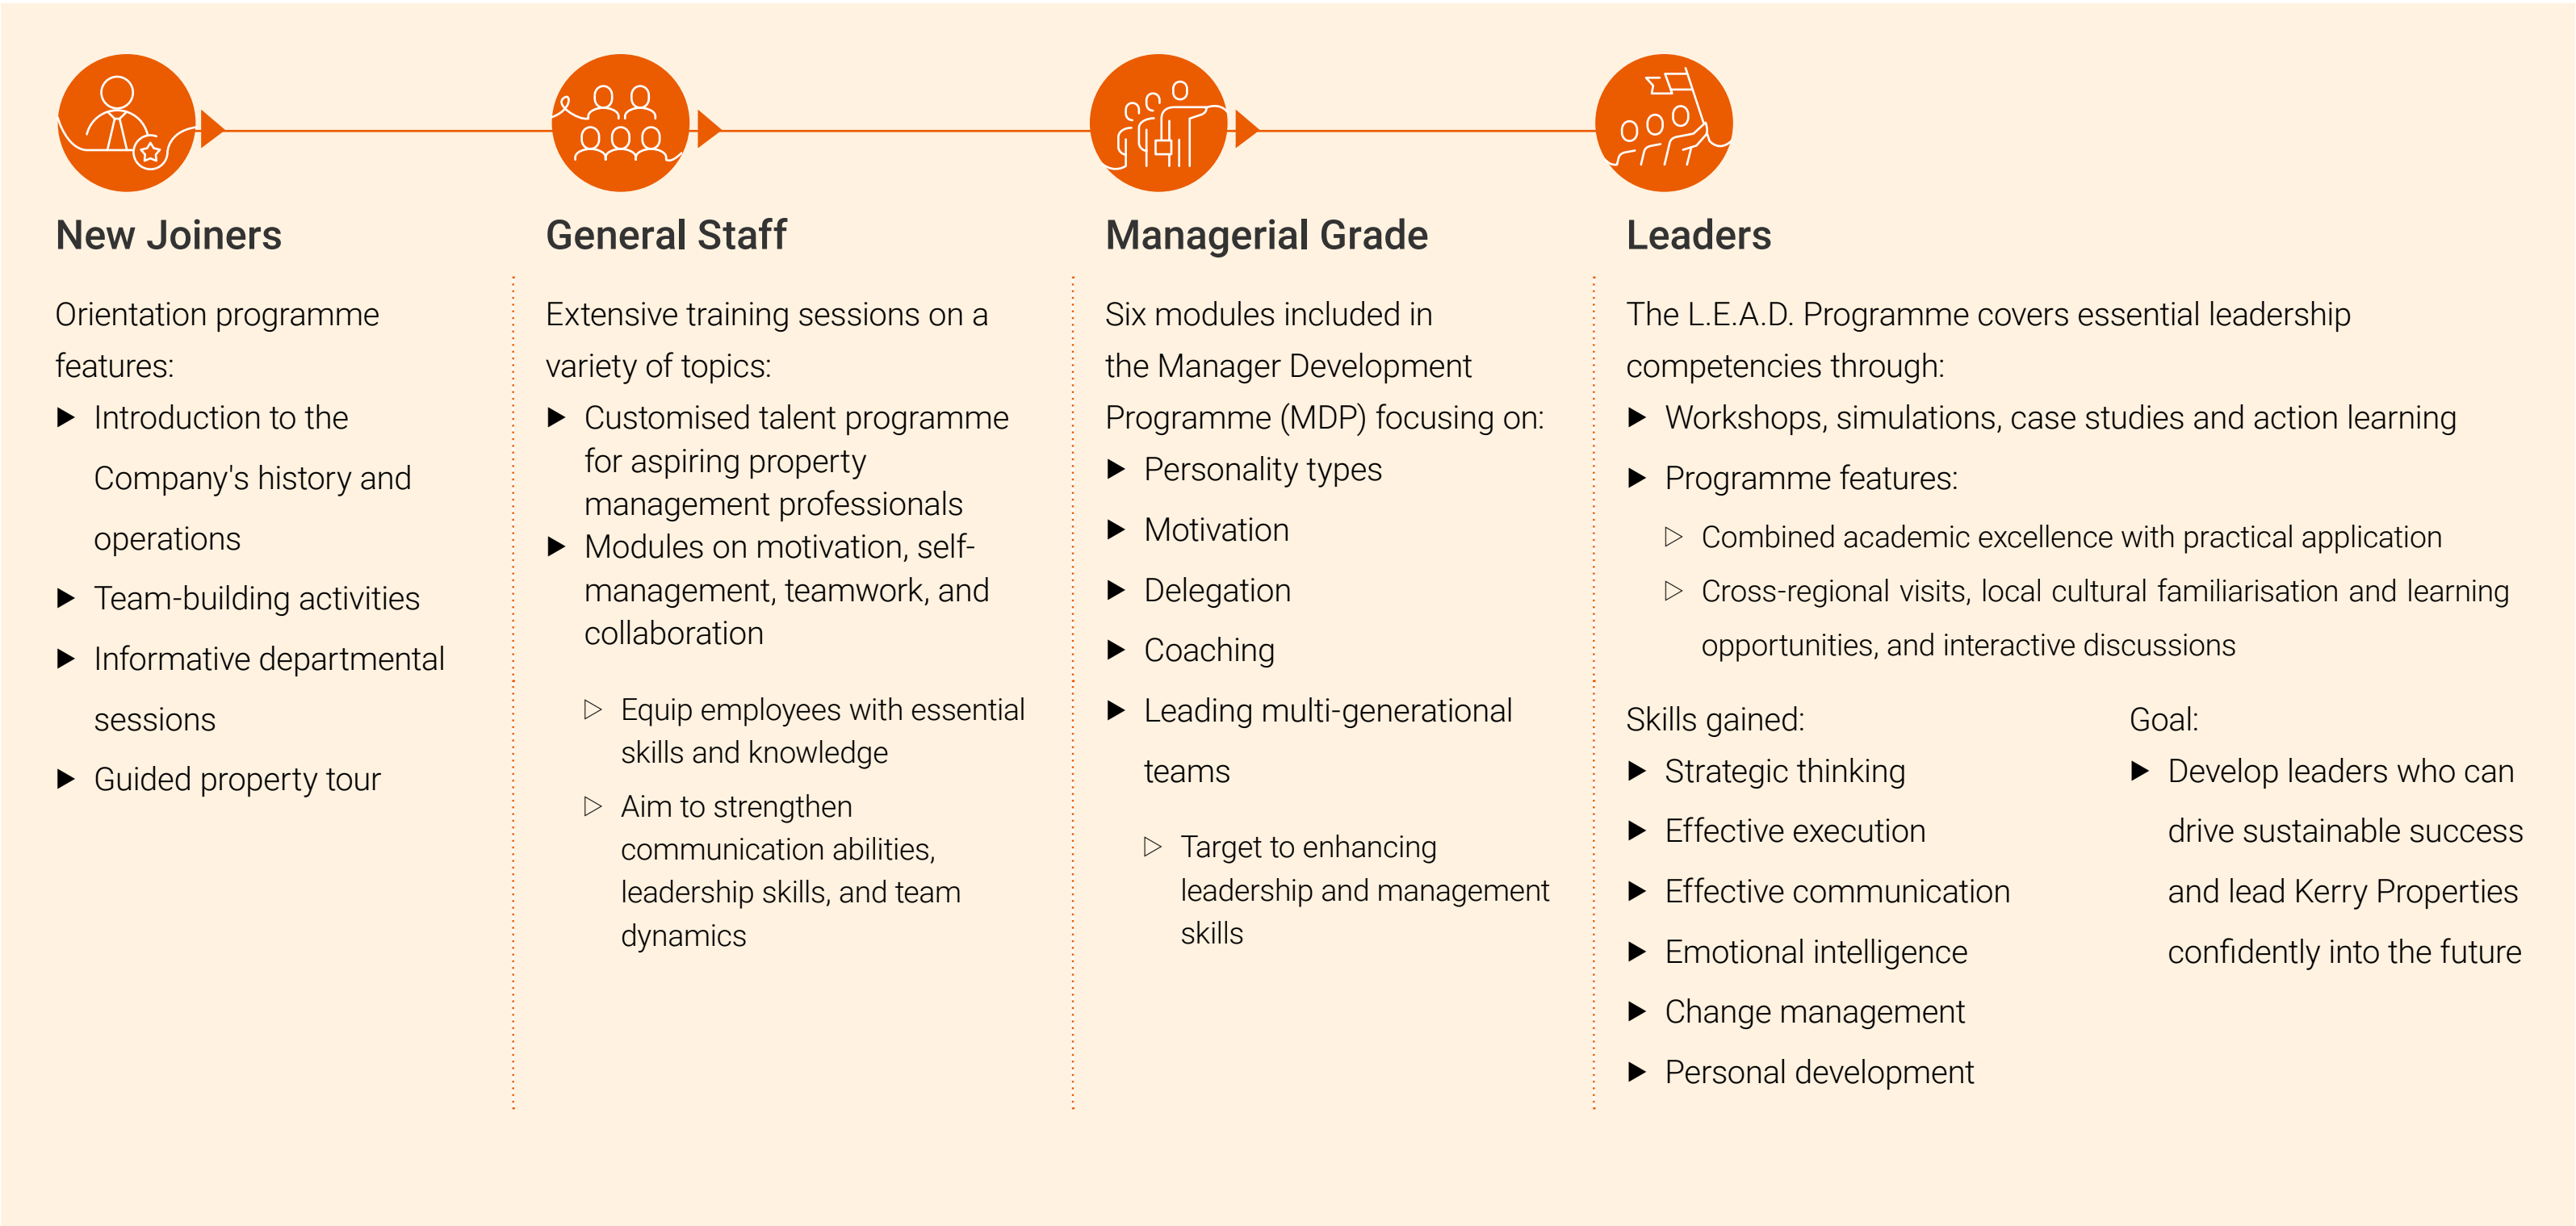 New Joiners
Orientation programme
features:
▶ Introduction to the
Company's history and
operations
▶ Team-building activities
▶ Informative departmental
sessions
▶ Guided property tour
General Staff
Extensive training sessions on a
variety of topics:
▶ Customised talent programme
for aspiring property
management professionals
▶ Modules on motivation, self-
management, teamwork, and
collaboration
▷ Equip employees with essential
skills and knowledge
▷ Aim to strengthen
communication abilities,
leadership skills, and team
dynamics
Managerial Grade
Six modules included in
the Manager Development
Programme (MDP) focusing on:
▶ Personality types
▶ Motivation
▶ Delegation
▶ Coaching
▶ Leading multi-generational
teams
▷ Target to enhancing
leadership and management
skills
Leaders
The L.E.A.D. Programme covers essential leadership
competencies through:
▶ Workshops, simulations, case studies and action learning
▶ Programme features:
▷ Combined academic excellence with practical application
▷ Cross-regional visits, local cultural familiarisation and learning
opportunities, and interactive discussions
Skills gained:
▶ Strategic thinking
▶ Effective execution
▶ Effective communication
▶ Emotional intelligence
▶ Change management
▶ Personal development
Goal:
▶ Develop leaders who can
drive sustainable success
and lead Kerry Properties
confidently into the future